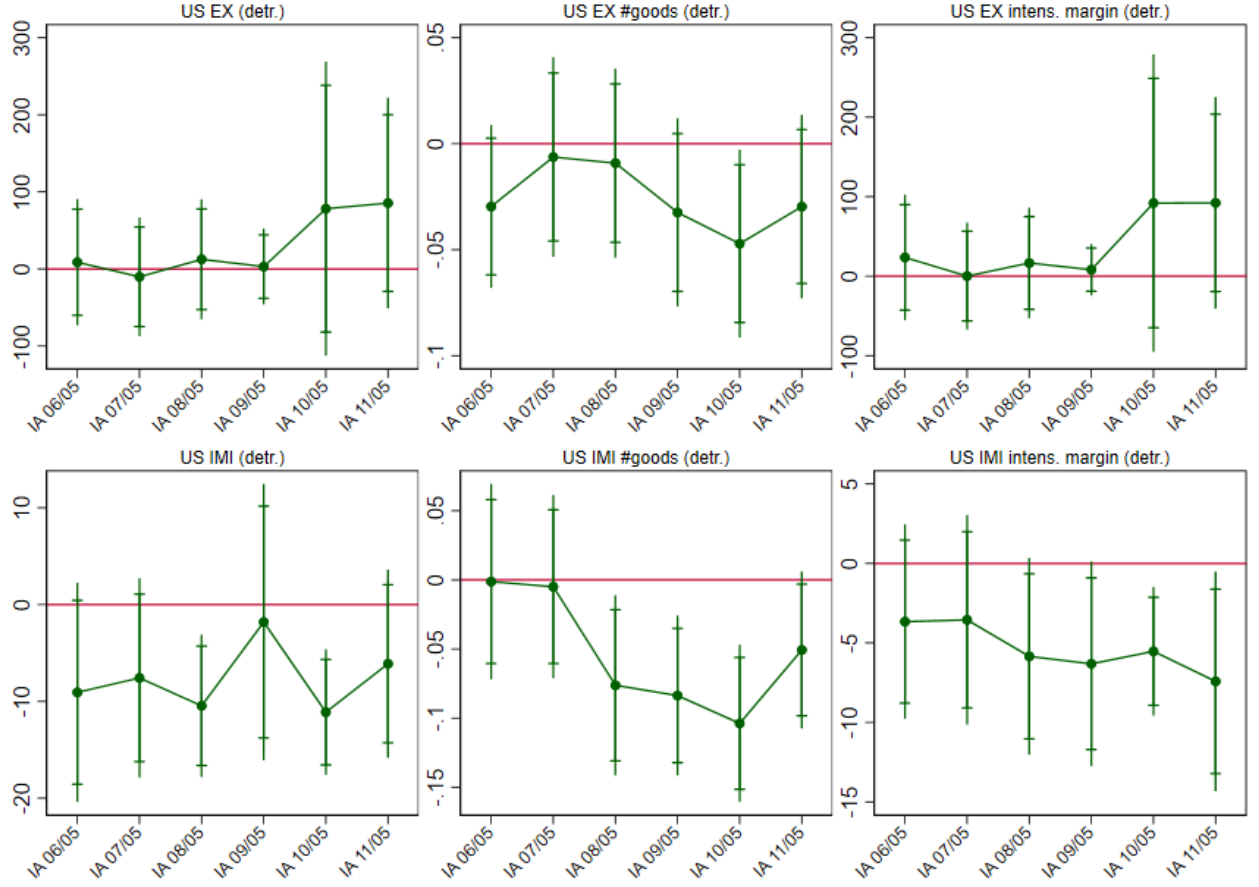 US EX (detr.)
300
200
100
0
-100
IA 06/05
IA 07/05
IA 08/05
IA 09/05
IA 10/05
IA 11/05
US EX #goods (detr.)
.05
0
-.05
-.1
IA 06/05
IA 07/05
IA 08/05
IA 09/05
IA 10/05
IA 11/05
US EX intens. margin (detr.)
300
200
100
0
-100
IA 06/05
IA 07/05
IA 08/05
IA 09/05
IA 10/05
IA 11/05
US IMI (detr.)
10
0
-10
-20
IA 06/05
IA 07/05
IA 08/05
IA 09/05
IA 10/05
IA 11/05
US IMI #goods (detr.)
.05
0
-.05
-.1
-.15
IA 06/05
IA 07/05
IA 08/05
IA 09/05
IA 10/05
IA 11/05
US IMI intens. margin (detr.)
5
0
-5
-10
-15
IA 06/05
IA 07/05
IA 08/05
IA 09/05
IA 10/05
IA 11/05